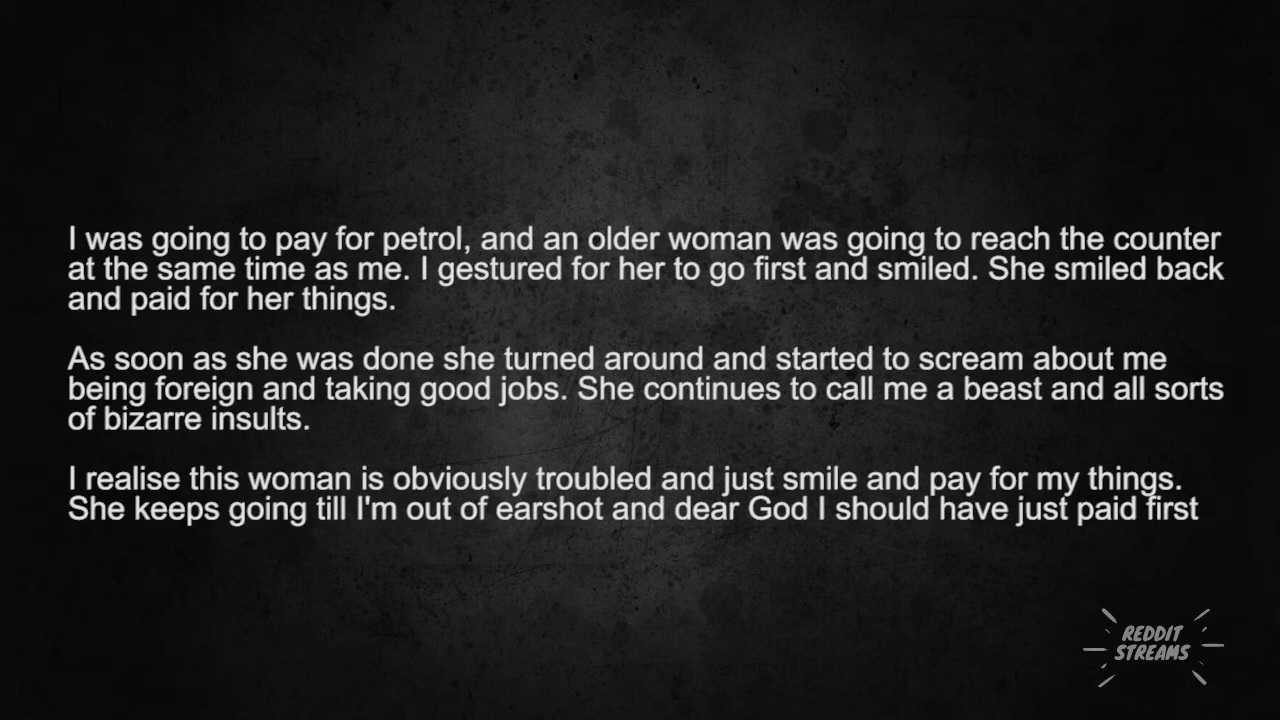 I was going to pay for petrol, and an older woman was going to reach the counter
at the same time as me. I gestured for her to go first and smiled. She smiled back
and paid for her things.
As soon as she was done she turned around and started to scream about me
being foreign and taking good jobs. She continues to call me a beast and all sorts
of bizarre insults.
I realise this woman is obviously troubled and just smile and pay for my things.
She keeps going till I'm out of earshot and dear God I should have just paid first
REDDIT
STREAMS